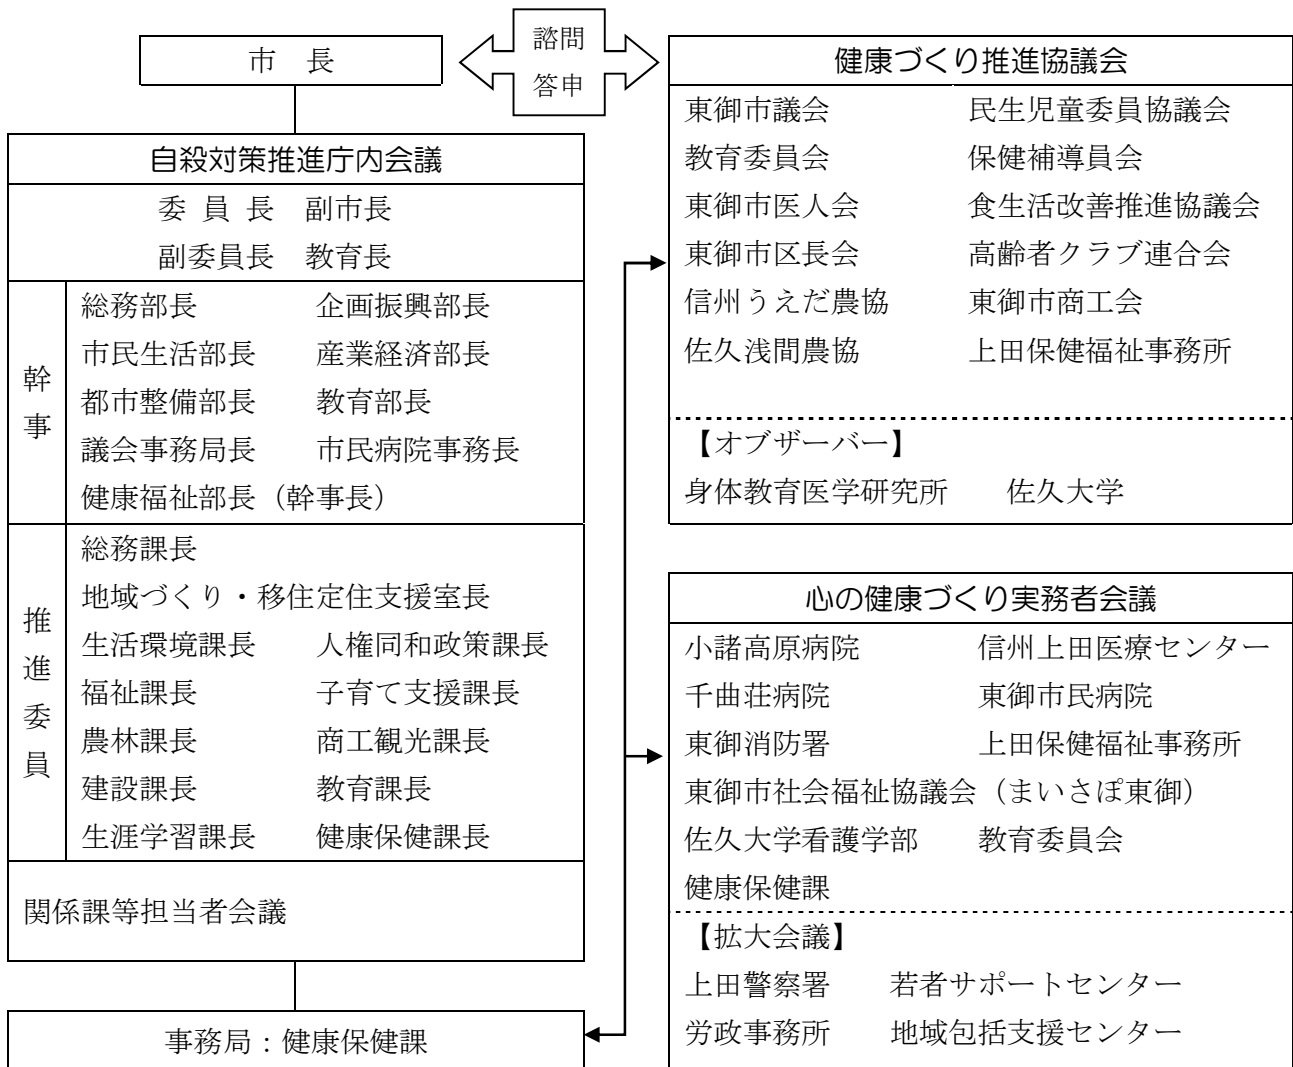 市　長
諮問
答申
自殺対策推進庁内会議
委 員 長　副市長
副委員長　教育長
幹事
総務部長　企画振興部長
市民生活部長　産業経済部長
都市整備部長　教育部長
議会事務局長　市民病院事務長
健康福祉部長（幹事長）
推進委員
総務課長
地域づくり・移住定住支援室長
生活環境課長　人権同和政策課長
福祉課長　子育て支援課長
農林課長　商工観光課長
建設課長　教育課長
生涯学習課長　健康保健課長
関係課等担当者会議
事務局：健康保健課
健康づくり推進協議会
東御市議会　民生児童委員協議会
教育委員会　保健補導員会
東御市医人会　食生活改善推進協議会
東御市区長会　高齢者クラブ連合会
信州うえだ農協　東御市商工会
佐久浅間農協　上田保健福祉事務所
【オブザーバー】
身体教育医学研究所　佐久大学
心の健康づくり実務者会議
小諸高原病院　信州上田医療センター
千曲荘病院　東御市民病院
東御消防署　上田保健福祉事務所
東御市社会福祉協議会（まいさぽ東御）
佐久大学看護学部　教育委員会
健康保健課
【拡大会議】
上田警察署　若者サポートセンター
労政事務所　地域包括支援センター